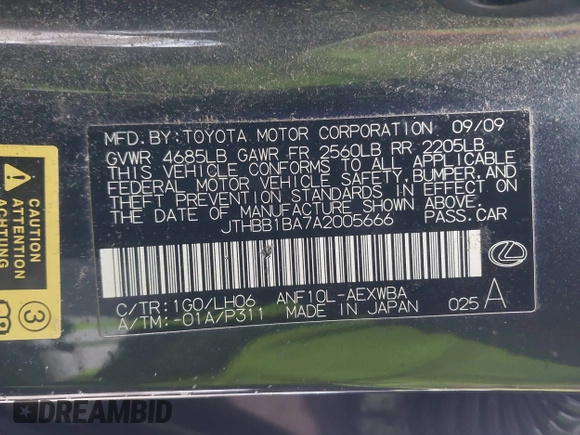 MFD. BY: TOYOTA MOTOR CORPORATION 09/09
GVWR 4685LB GAWR FR 2560LB RR 2205LB
THIS VEHICLE CONFORMS TO ALL APPLICABLE
FEDERAL MOTOR VEHICLE SAFETY, BUMPER, AND
THEFT PREVENTION STANDARDS IN EFFECT ON
THE DATE OF MANUFACTURE SHOWN ABOVE.
JTHBB1BA7A2005666 PASS. CAR
C/TR: 1G0/LH06 ANF10L-AEXWBA
A/TM: -01A/P311 MADE IN JAPAN 025 A
CAUTION
ATTENTION
ACHTUNG
3
DREAMBID